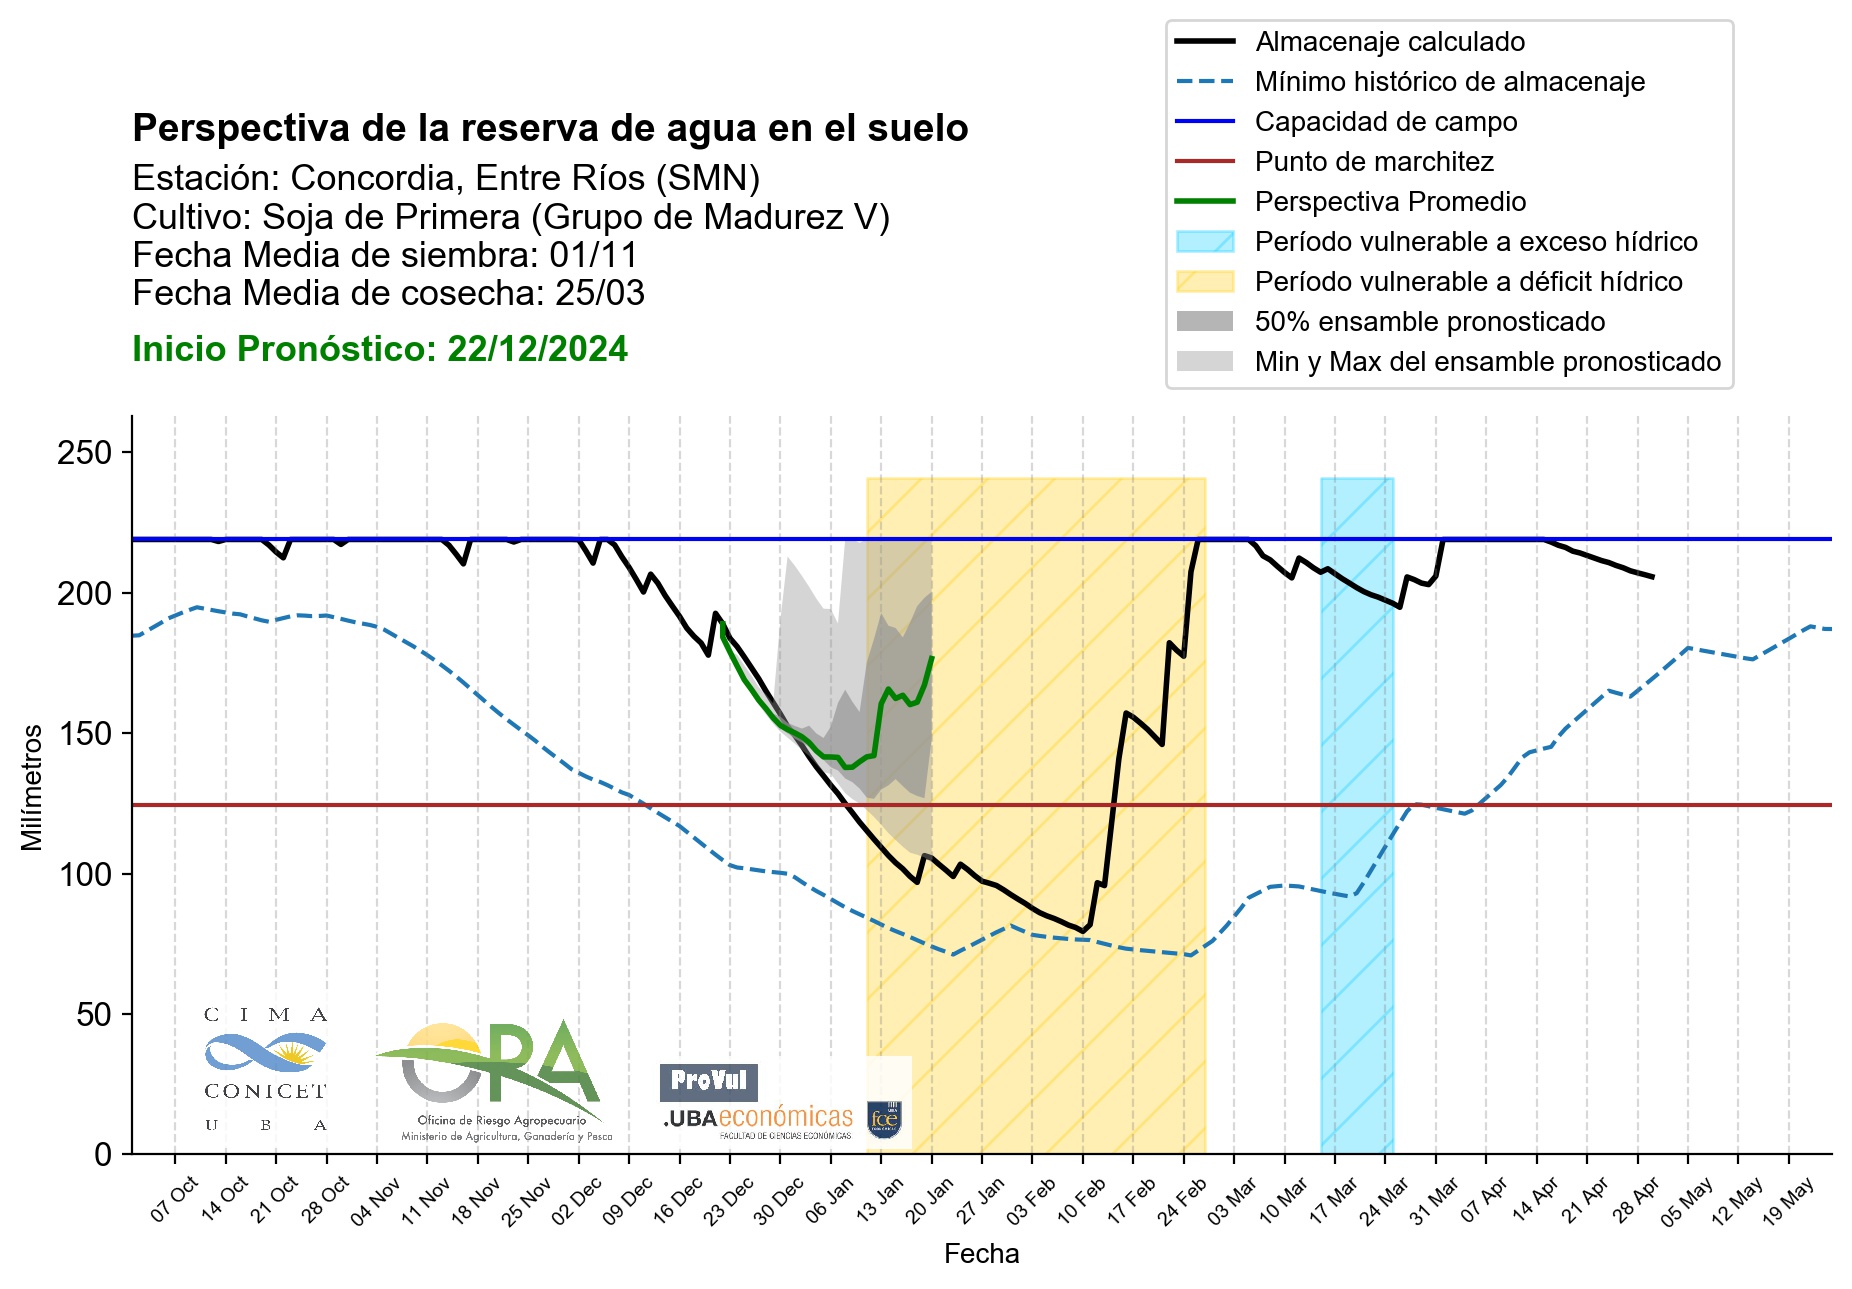 Almacenaje calculado
Mínimo histórico de almacenaje
Capacidad de campo
Punto de marchitez
Perspectiva Promedio
Período vulnerable a exceso hídrico
Período vulnerable a déficit hídrico
50% ensamble pronosticado
Min y Max del ensamble pronosticado
Perspectiva de la reserva de agua en el suelo
Estación: Concordia, Entre Ríos (SMN)
Cultivo: Soja de Primera (Grupo de Madurez V)
Fecha Media de siembra: 01/11
Fecha Media de cosecha: 25/03
Inicio Pronóstico: 22/12/2024
250
200
150
100
50
0
Milímetros
CIMA
CONICET
UBA
ORA
Oficina de Riesgo Agropecuario
Ministerio de Agricultura, Ganadería y Pesca
ProVul
.UBAeconómicas
FACULTAD DE CIENCIAS ECONÓMICAS
UBA
fce
07 Oct
14 Oct
21 Oct
28 Oct
04 Nov
11 Nov
18 Nov
25 Nov
02 Dec
09 Dec
16 Dec
23 Dec
30 Dec
06 Jan
13 Jan
20 Jan
27 Jan
03 Feb
10 Feb
17 Feb
24 Feb
03 Mar
10 Mar
17 Mar
24 Mar
31 Mar
07 Apr
14 Apr
21 Apr
28 Apr
05 May
12 May
19 May
Fecha